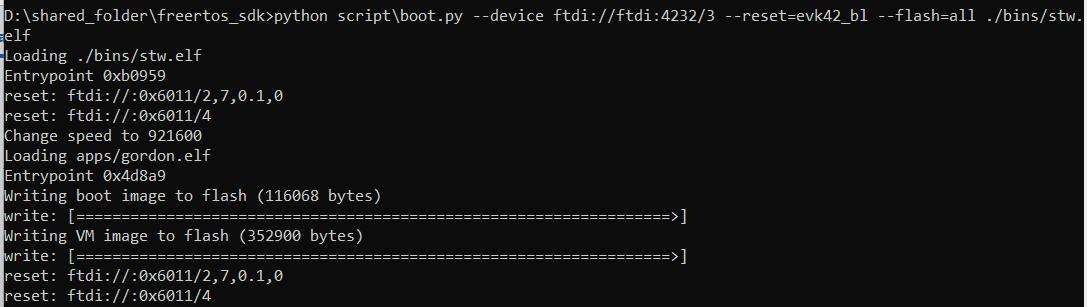 D:\shared_folder\freertos_sdk>python script\boot.py --device ftdi://ftdi:4232/3 --reset=evk42_bl --flash=all ./bins/stw.
elf
Loading ./bins/stw.elf
Entrypoint 0xb0959
reset: ftdi://:0x6011/2,7,0.1,0
reset: ftdi://:0x6011/4
Change speed to 921600
Loading apps/gordon.elf
Entrypoint 0x4d8a9
Writing boot image to flash (116068 bytes)
write: [==================================================================>]
Writing VM image to flash (352900 bytes)
write: [==================================================================>]
reset: ftdi://:0x6011/2,7,0.1,0
reset: ftdi://:0x6011/4